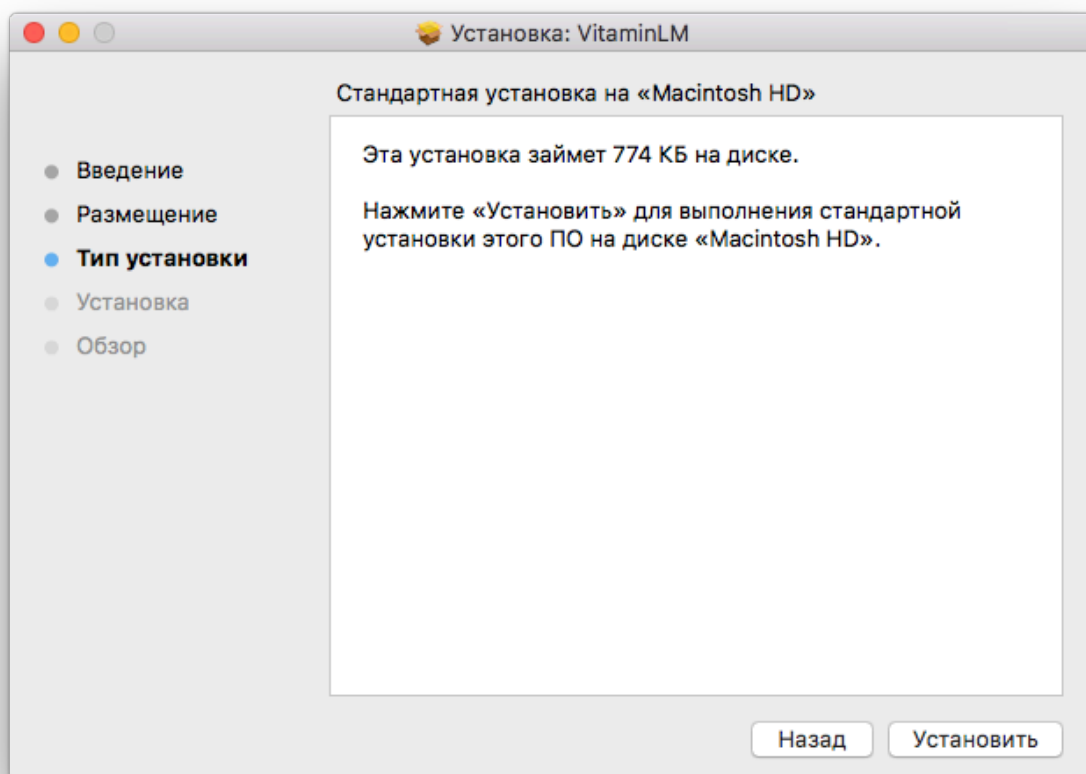 Установка: VitaminLM
Стандартная установка на «Macintosh HD»
Введение
Размещение
Тип установки
Установка
Обзор
Эта установка займет 774 КБ на диске.
Нажмите «Установить» для выполнения стандартной
установки этого ПО на диске «Macintosh HD».
Назад
Установить